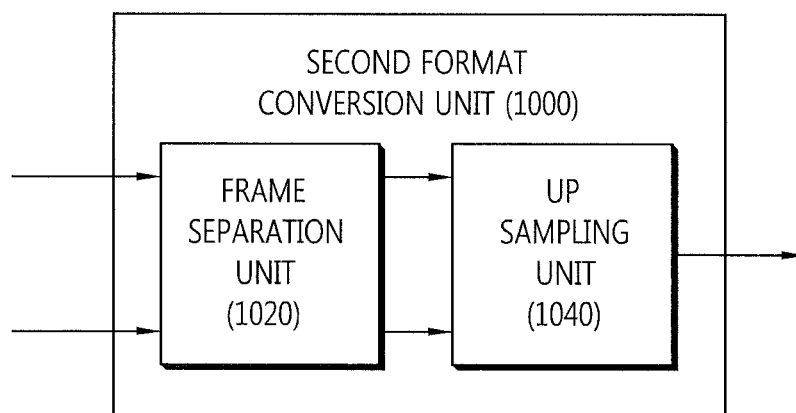 SECOND FORMAT
CONVERSION UNIT (1000)
FRAME
SEPARATION
UNIT
(1020)
UP
SAMPLING
UNIT
(1040)